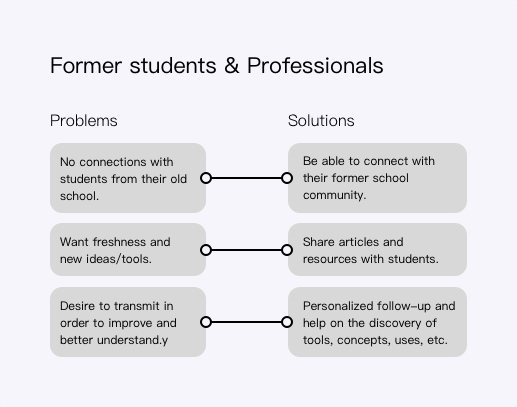 Former students & Professionals
Problems
Solutions
No connections with
students from their old
school.
Be able to connect with
their former school
community.
Want freshness and
new ideas/tools.
Share articles and
resources with students.
Desire to transmit in
order to improve and
better understand.y
Personalized follow-up and
help on the discovery of
tools, concepts, uses, etc.